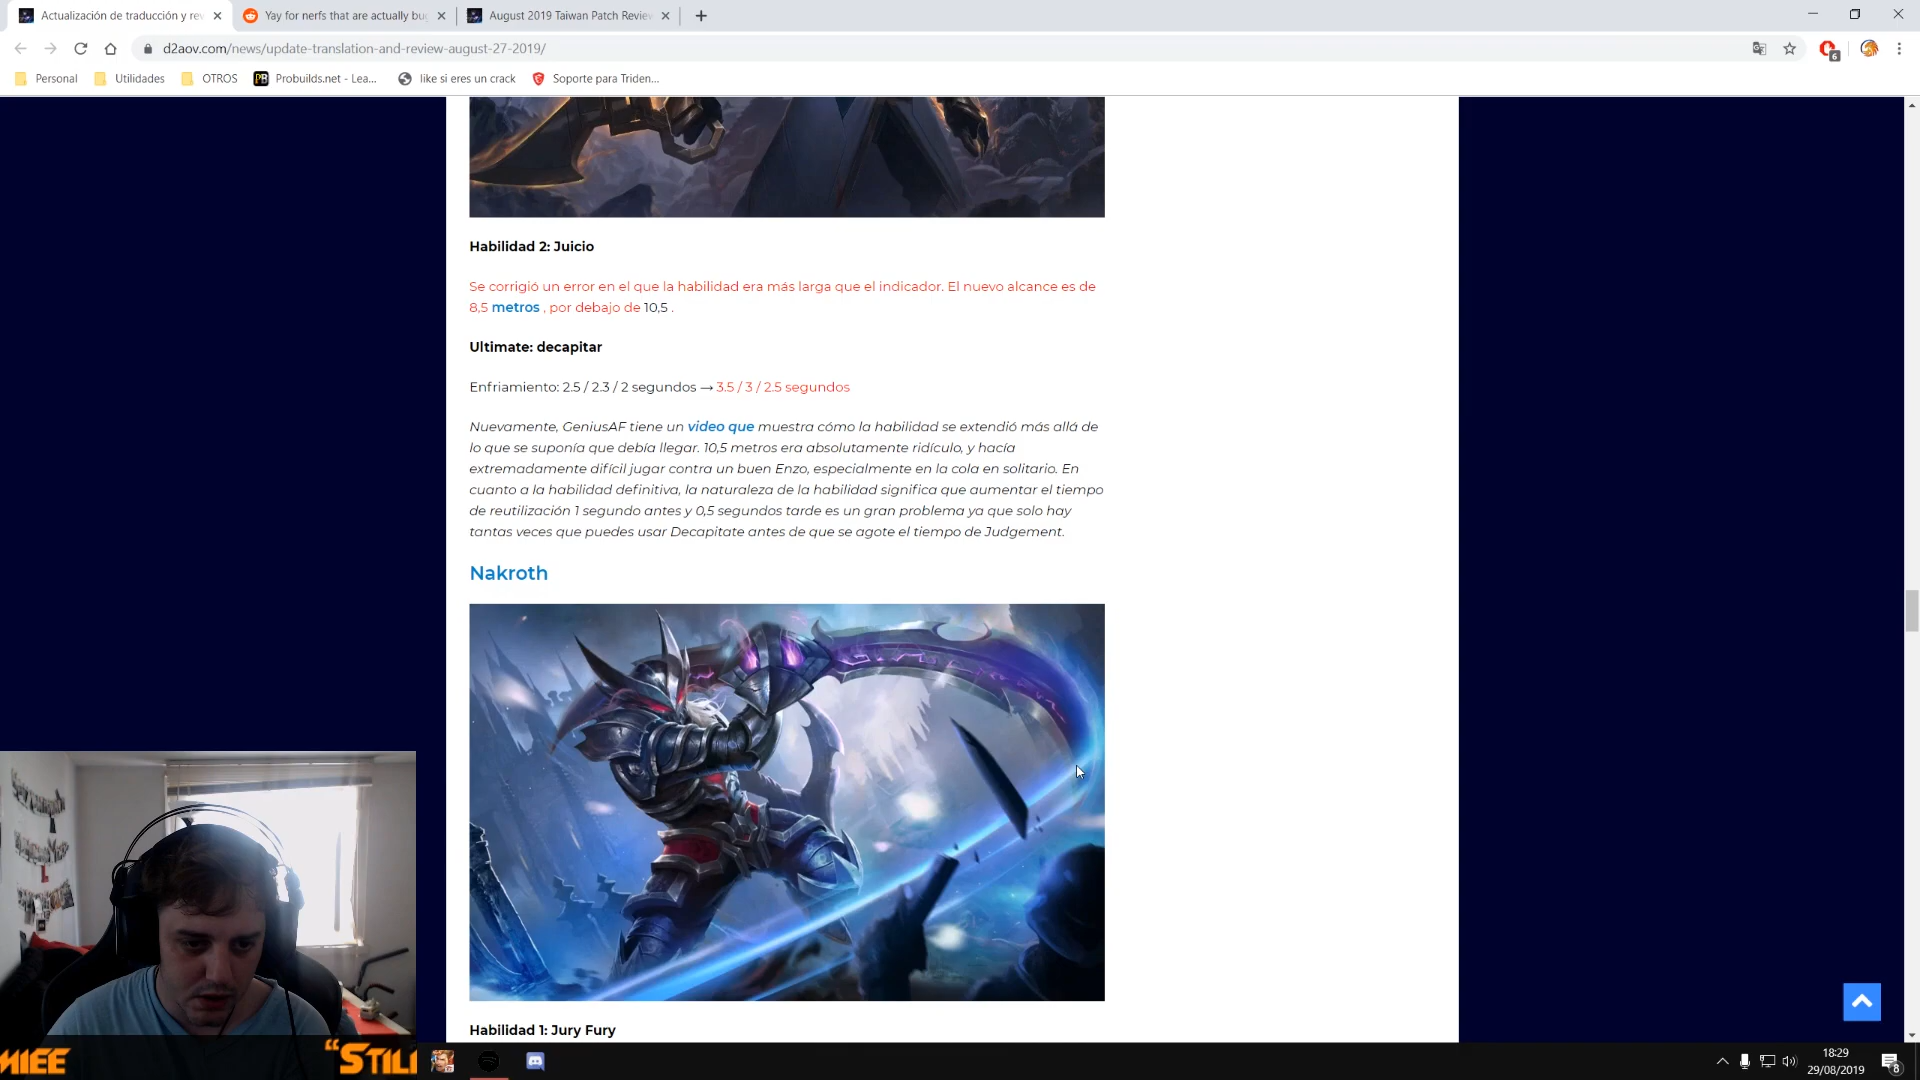 Actualización de traducción y rev
Yay for nerfs that are actually bug
August 2019 Taiwan Patch Review
d2aov.com/news/update-translation-and-review-august-27-2019/
6
Personal
Utilidades
OTROS
PB
Probuilds.net - Lea...
like si eres un crack
Soporte para Triden...
Habilidad 2: Juicio
Se corrigió un error en el que la habilidad era más larga que el indicador. El nuevo alcance es de
8,5 metros , por debajo de 10,5 .
Ultimate: decapitar
Enfriamiento: 2.5 / 2.3 / 2 segundos → 3.5 / 3 / 2.5 segundos
Nuevamente, GeniusAF tiene un video que muestra cómo la habilidad se extendió más allá de
lo que se suponía que debía llegar. 10,5 metros era absolutamente ridículo, y hacía
extremadamente difícil jugar contra un buen Enzo, especialmente en la cola en solitario. En
cuanto a la habilidad definitiva, la naturaleza de la habilidad significa que aumentar el tiempo
de reutilización 1 segundo antes y 0,5 segundos tarde es un gran problema ya que solo hay
tantas veces que puedes usar Decapitate antes de que se agote el tiempo de Judgement.
Nakroth
Habilidad 1: Jury Fury
MIEE "STIL
18:29
29/08/2019
8